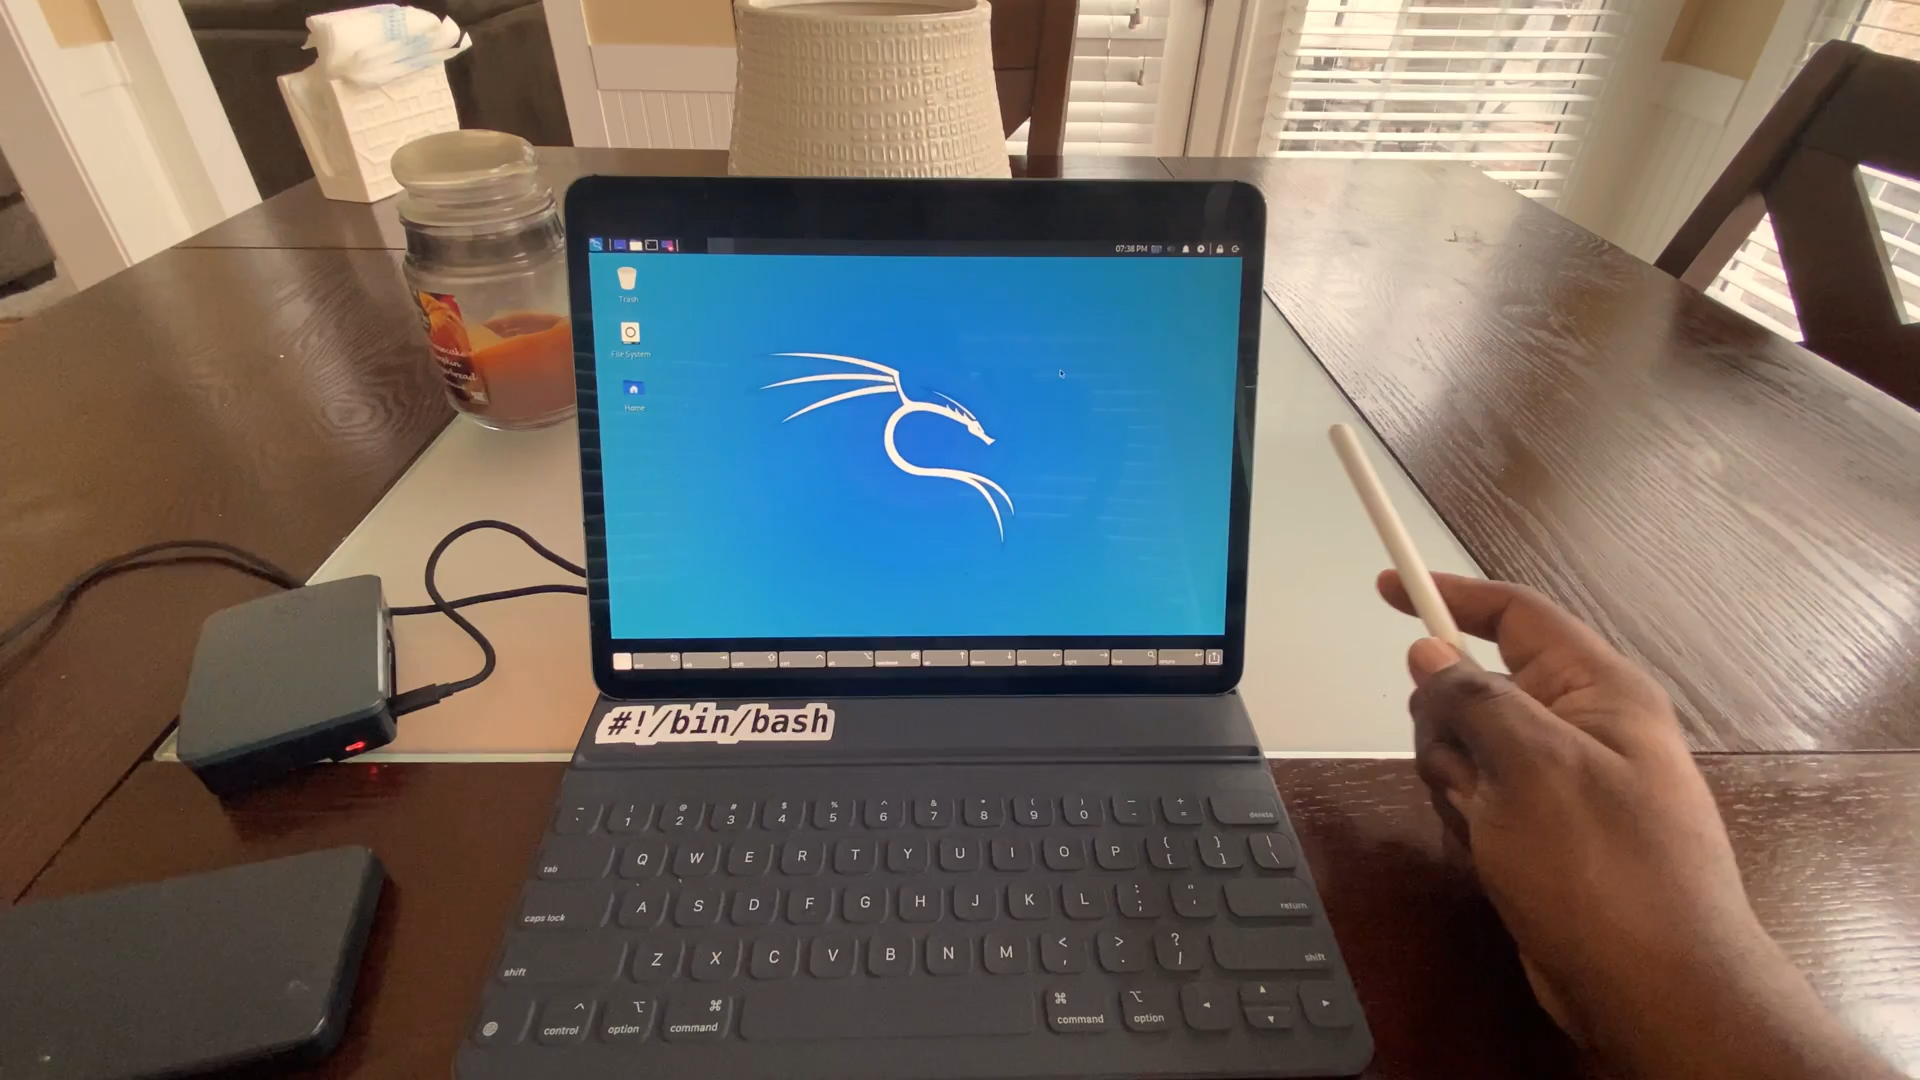 07:38 PM
Trash
File System
Home
#!/bin/bash
~ ! @ # $ % ^ & * ( ) _ +
` 1 2 3 4 5 6 7 8 9 0 - = delete
tab Q W E R T Y U I O P { [ } ] | \
caps lock A S D F G H J K L : ; " ' return
shift Z X C V B N M < , > . ? / shift
control option command command option